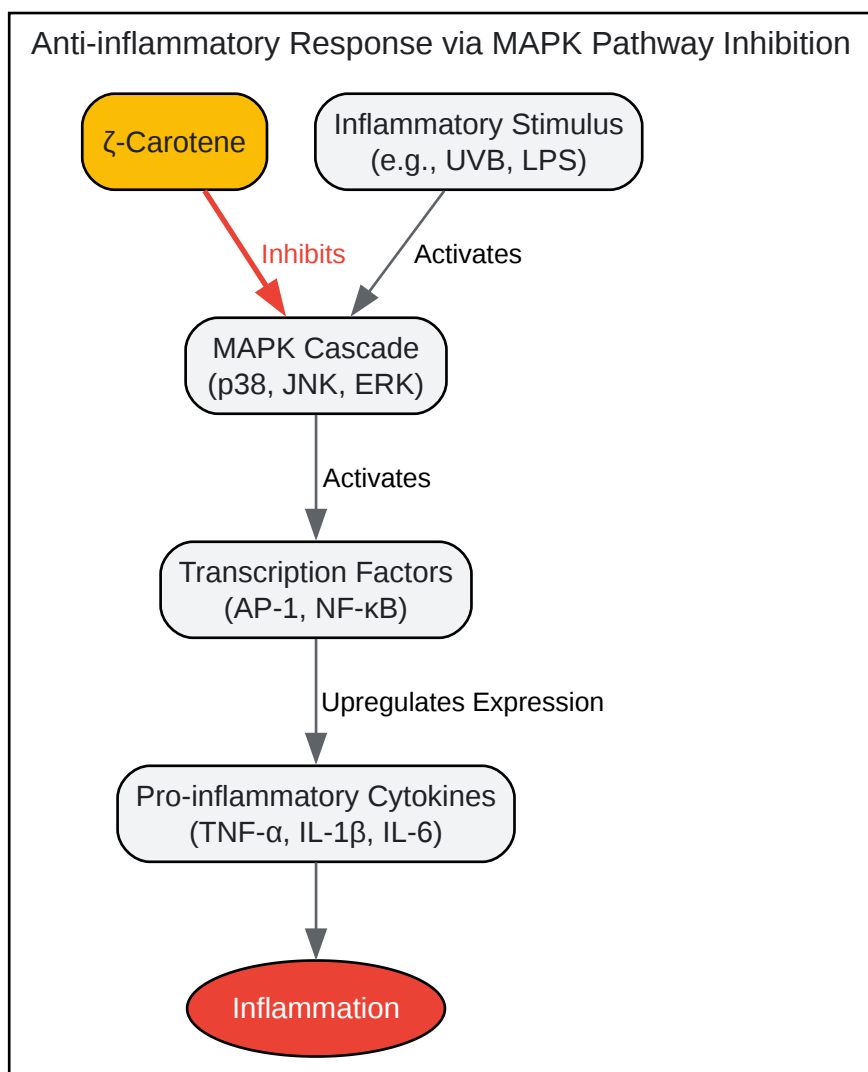 Anti-inflammatory Response via MAPK Pathway Inhibition
ζ-Carotene
Inflammatory Stimulus
(e.g., UVB, LPS)
Inhibits
Activates
MAPK Cascade
(p38, JNK, ERK)
Activates
Transcription Factors
(AP-1, NF-κB)
Upregulates Expression
Pro-inflammatory Cytokines
(TNF-α, IL-1β, IL-6)
Inflammation